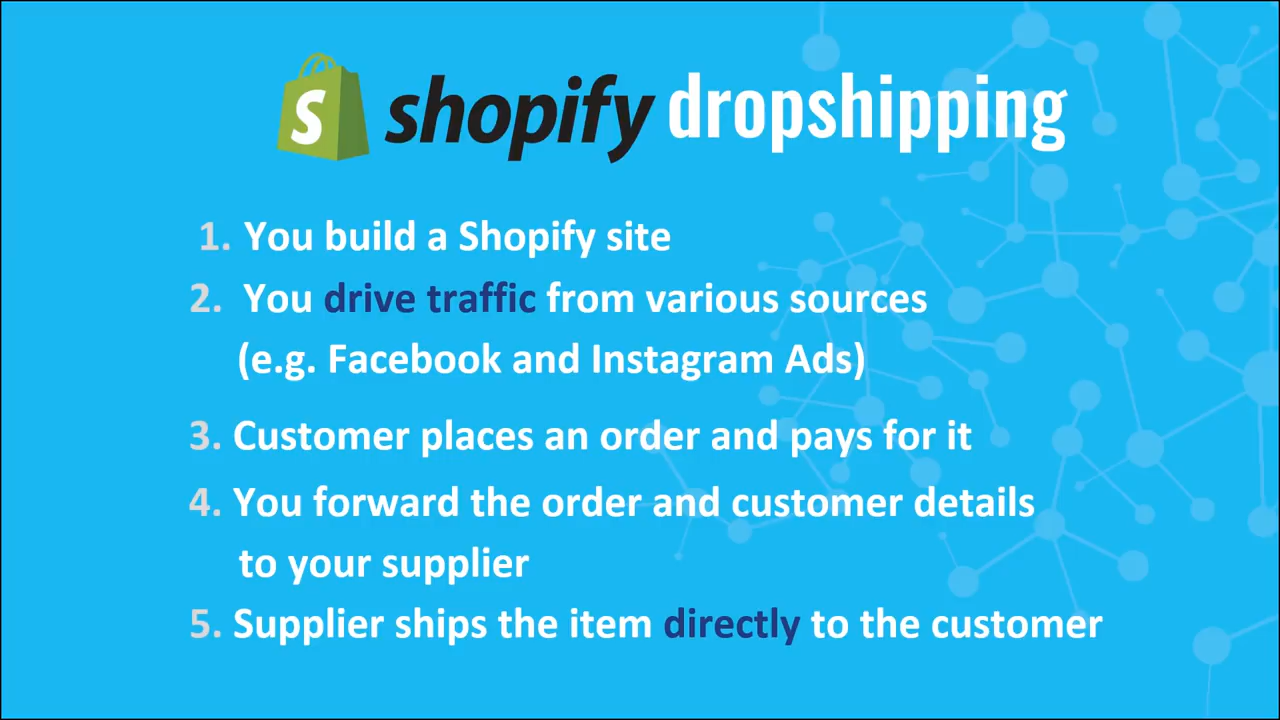 S shopify dropshipping
1. You build a Shopify site
2. You drive traffic from various sources
(e.g. Facebook and Instagram Ads)
3. Customer places an order and pays for it
4. You forward the order and customer details
to your supplier
5. Supplier ships the item directly to the customer